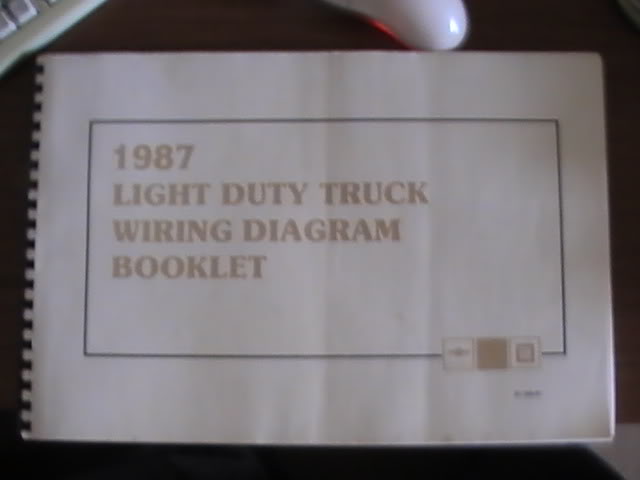 1987
LIGHT DUTY TRUCK
WIRING DIAGRAM
BOOKLET